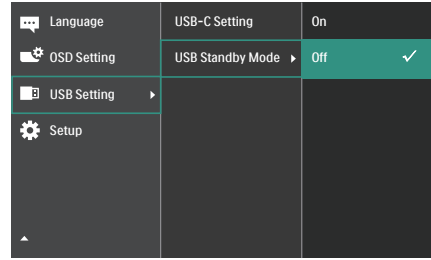 Language
USB-C Setting
On
OSD Setting
USB Standby Mode
Off
USB Setting
Setup